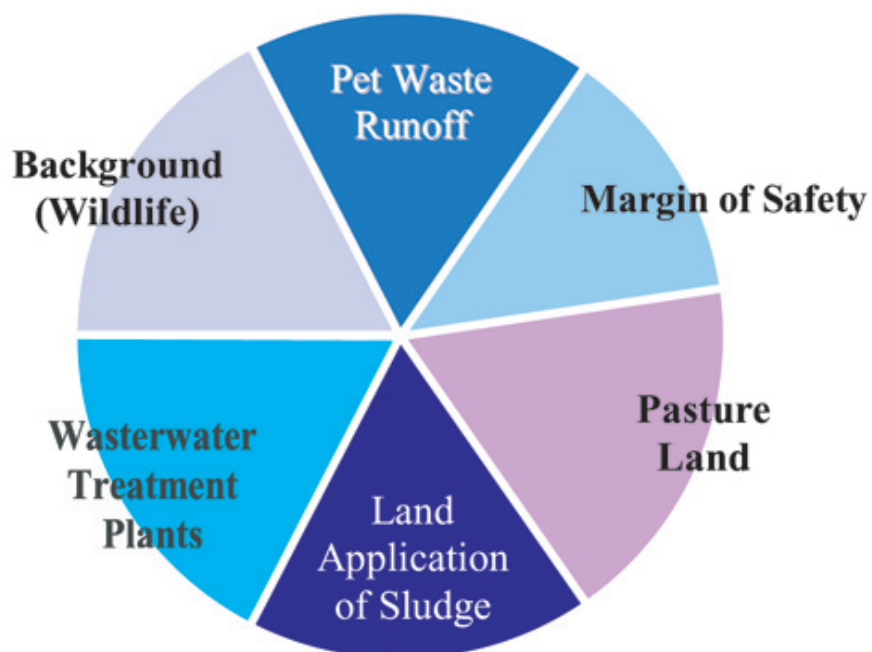 Pet Waste
Runoff
Background
(Wildlife)
Margin of Safety
Pasture
Land
Wasterwater
Treatment
Plants
Land
Application
of Sludge